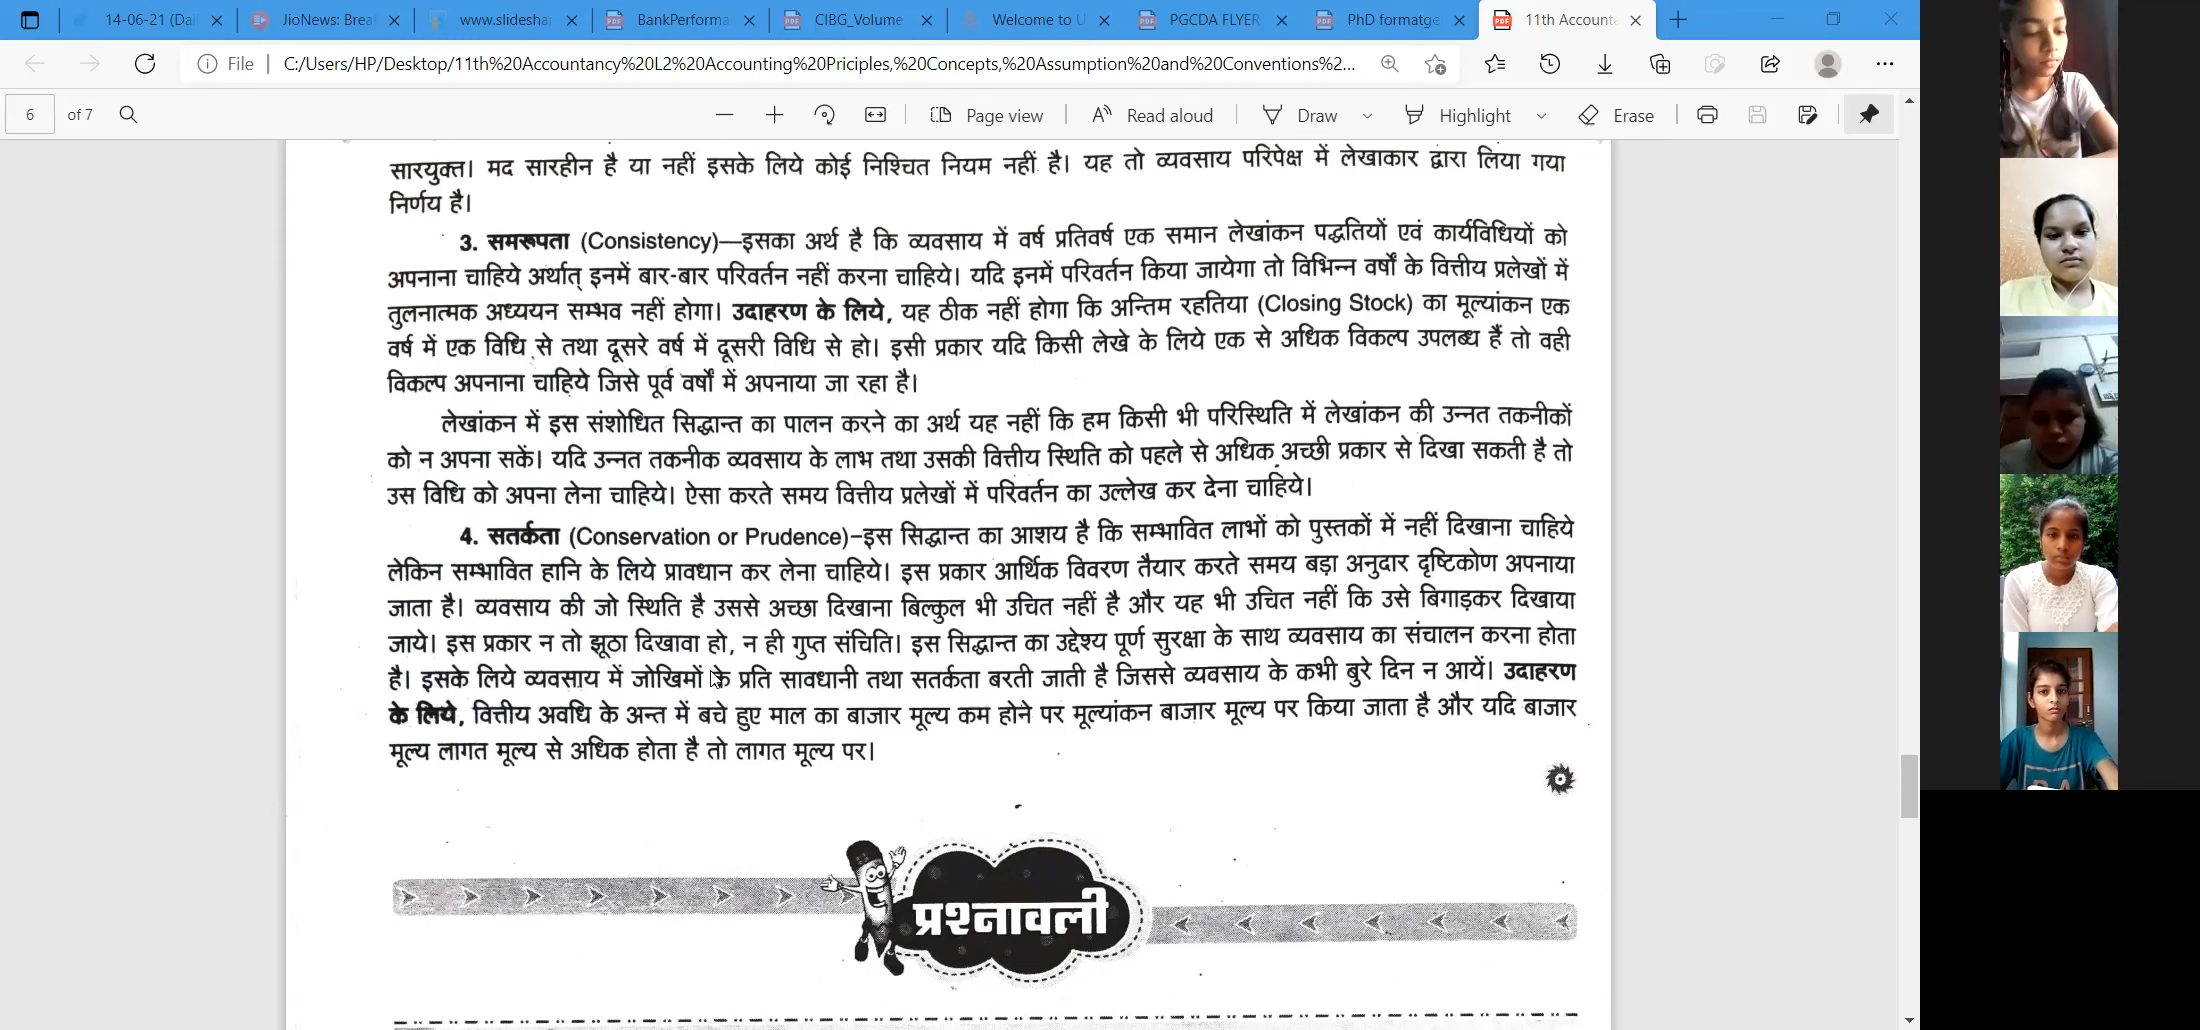 14-06-21 (Dai
JioNews: Brea
www.slideshar
BankPerforma
CIBG_Volume
Welcome to U
PGCDA FLYER
PhD formatge
11th Accounta
File
C:/Users/HP/Desktop/11th%20Accountancy%20L2%20Accounting%20Priciples,%20Concepts,%20Assumption%20and%20Conventions%2...
6 of 7
Page view
Read aloud
Draw
Highlight
Erase
सारयुक्त। मद सारहीन है या नहीं इसके लिये कोई निश्चित नियम नहीं है। यह तो व्यवसाय परिपेक्ष में लेखाकार द्वारा लिया गया
निर्णय है।
3. समरूपता (Consistency)—इसका अर्थ है कि व्यवसाय में वर्ष प्रतिवर्ष एक समान लेखांकन पद्धतियों एवं कार्यविधियों को
अपनाना चाहिये अर्थात् इनमें बार-बार परिवर्तन नहीं करना चाहिये। यदि इनमें परिवर्तन किया जायेगा तो विभिन्न वर्षों के वित्तीय प्रलेखों में
तुलनात्मक अध्ययन सम्भव नहीं होगा। उदाहरण के लिये, यह ठीक नहीं होगा कि अन्तिम रहतिया (Closing Stock) का मूल्यांकन एक
वर्ष में एक विधि से तथा दूसरे वर्ष में दूसरी विधि से हो। इसी प्रकार यदि किसी लेखे के लिये एक से अधिक विकल्प उपलब्ध हैं तो वही
विकल्प अपनाना चाहिये जिसे पूर्व वर्षों में अपनाया जा रहा है।
लेखांकन में इस संशोधित सिद्धान्त का पालन करने का अर्थ यह नहीं कि हम किसी भी परिस्थिति में लेखांकन की उन्नत तकनीकों
को न अपना सकें। यदि उन्नत तकनीक व्यवसाय के लाभ तथा उसकी वित्तीय स्थिति को पहले से अधिक अच्छी प्रकार से दिखा सकती है तो
उस विधि को अपना लेना चाहिये। ऐसा करते समय वित्तीय प्रलेखों में परिवर्तन का उल्लेख कर देना चाहिये।
4. सतर्कता (Conservation or Prudence)–इस सिद्धान्त का आशय है कि सम्भावित लाभों को पुस्तकों में नहीं दिखाना चाहिये
लेकिन सम्भावित हानि के लिये प्रावधान कर लेना चाहिये। इस प्रकार आर्थिक विवरण तैयार करते समय बड़ा अनुदार दृष्टिकोण अपनाया
जाता है। व्यवसाय की जो स्थिति है उससे अच्छा दिखाना बिल्कुल भी उचित नहीं है और यह भी उचित नहीं कि उसे बिगाड़कर दिखाया
जाये। इस प्रकार न तो झूठा दिखावा हो, न ही गुप्त संचिति। इस सिद्धान्त का उद्देश्य पूर्ण सुरक्षा के साथ व्यवसाय का संचालन करना होता
है। इसके लिये व्यवसाय में जोखिमों के प्रति सावधानी तथा सतर्कता बरती जाती है जिससे व्यवसाय के कभी बुरे दिन न आयें। उदाहरण
के लिये, वित्तीय अवधि के अन्त में बचे हुए माल का बाजार मूल्य कम होने पर मूल्यांकन बाजार मूल्य पर किया जाता है और यदि बाजार
मूल्य लागत मूल्य से अधिक होता है तो लागत मूल्य पर।
प्रश्नावली